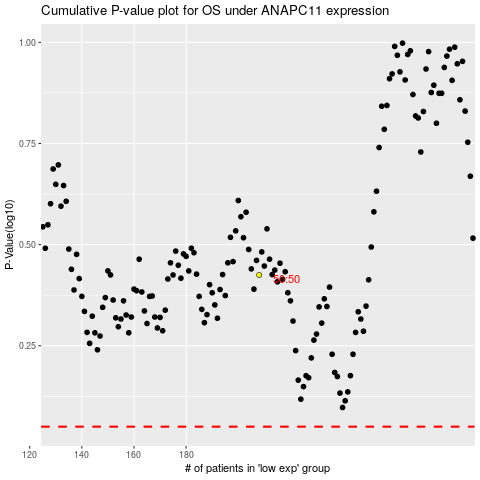 Cumulative P-value plot for OS under ANAPC11 expression
P-Value(log10)
1.00
0.75
0.50
0.25
50:50
120 140 160 180
# of patients in 'low exp' group